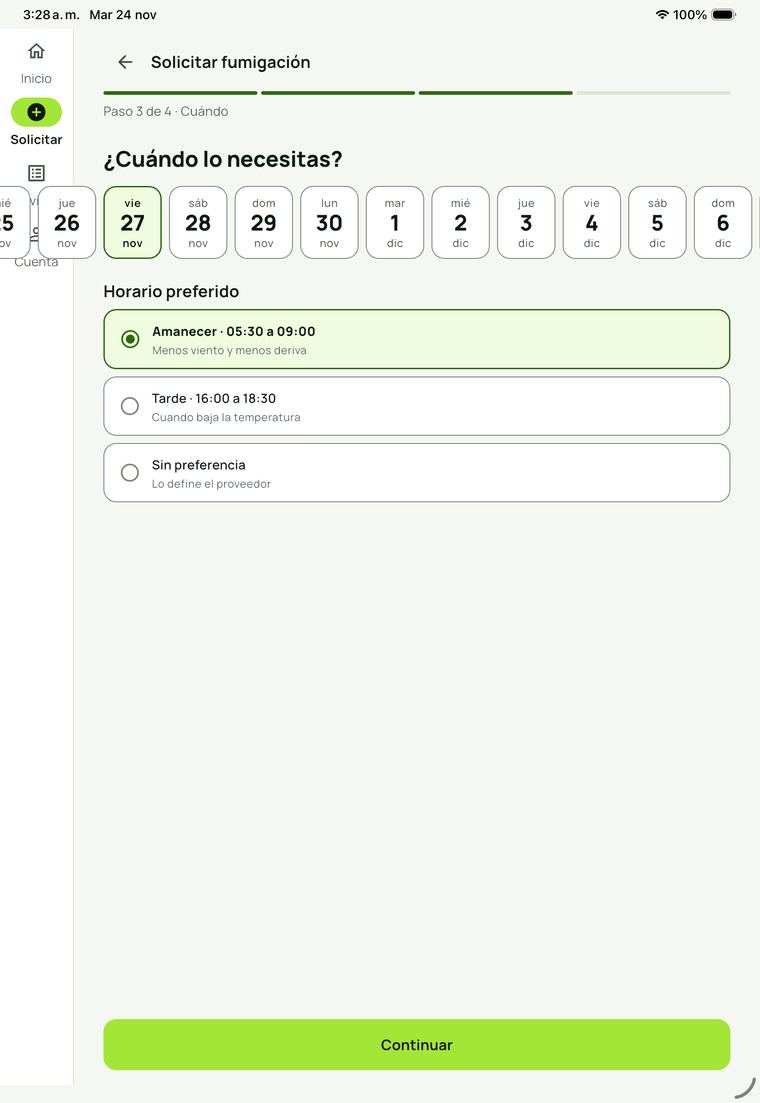 3:28 a. m. Mar 24 nov
100%
Inicio
Solicitar
Cuenta
Solicitar fumigación
Paso 3 de 4 · Cuándo
¿Cuándo lo necesitas?
jue
26
nov
vie
27
nov
sáb
28
nov
dom
29
nov
lun
30
nov
mar
1
dic
mié
2
dic
jue
3
dic
vie
4
dic
sáb
5
dic
dom
6
dic
Horario preferido
Amanecer · 05:30 a 09:00
Menos viento y menos deriva
Tarde · 16:00 a 18:30
Cuando baja la temperatura
Sin preferencia
Lo define el proveedor
Continuar